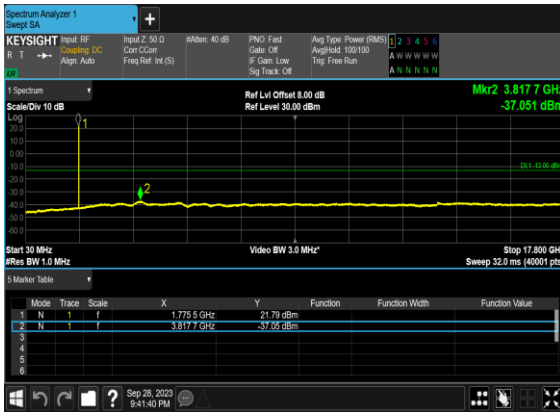 Spectrum Analyzer 1
Swept SA
KEYSIGHT Input: RF Input Z: 50 Ω #Atten: 40 dB PNO: Fast Avg Type: Power (RMS) 1 2 3 4 5 6
R T Coupling: DC Corr CCorr Gate: Off Avg|Hold: 100/100 A W W W W W
Align: Auto Freq Ref: Int (S) IF Gain: Low Trig: Free Run
LXI Sig Track: Off A N N N N N
1 Spectrum Ref Lvl Offset 8.00 dB Mkr2 3.817 7 GHz
Scale/Div 10 dB Ref Level 30.00 dBm -37.051 dBm
Log
20.0
10.0
0.00
-10.0
-20.0
-30.0
-40.0
-50.0
-60.0
1
DL1 -13.00 dBm
2
Start 30 MHz Video BW 3.0 MHz* Stop 17.800 GHz
#Res BW 1.0 MHz Sweep 32.0 ms (40001 pts)
5 Marker Table
Mode Trace Scale X Y Function Function Width Function Value
1 N 1 f 1.775 5 GHz 21.79 dBm
2 N 1 f 3.817 7 GHz -37.05 dBm
3
4
5
6
? Sep 28, 2023
9:41:40 PM